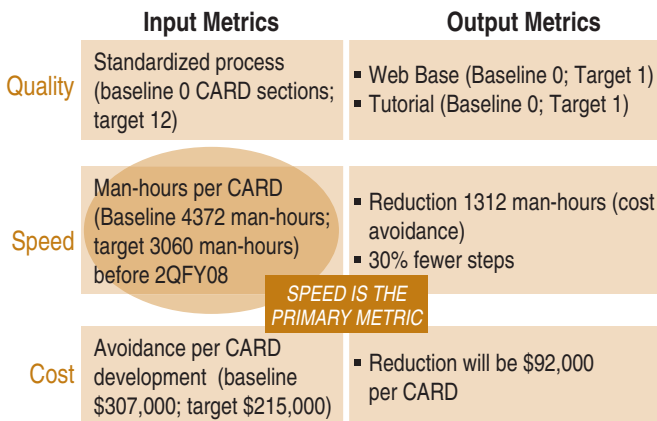 Input Metrics
Output Metrics
Quality
Standardized process
(baseline 0 CARD sections;
target 12)
▪ Web Base (Baseline 0; Target 1)
▪ Tutorial (Baseline 0; Target 1)
Speed
Man-hours per CARD
(Baseline 4372 man-hours;
target 3060 man-hours)
before 2QFY08
▪ Reduction 1312 man-hours (cost
avoidance)
▪ 30% fewer steps
SPEED IS THE
PRIMARY METRIC
Cost
Avoidance per CARD
development (baseline
$307,000; target $215,000)
▪ Reduction will be $92,000
per CARD